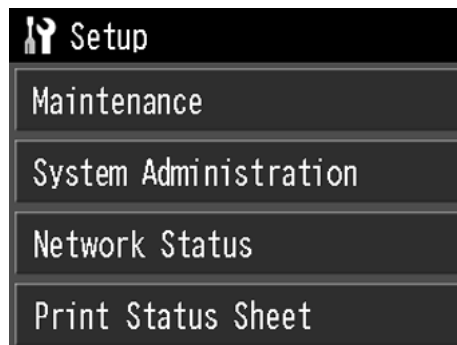 Setup
Maintenance
System Administration
Network Status
Print Status Sheet